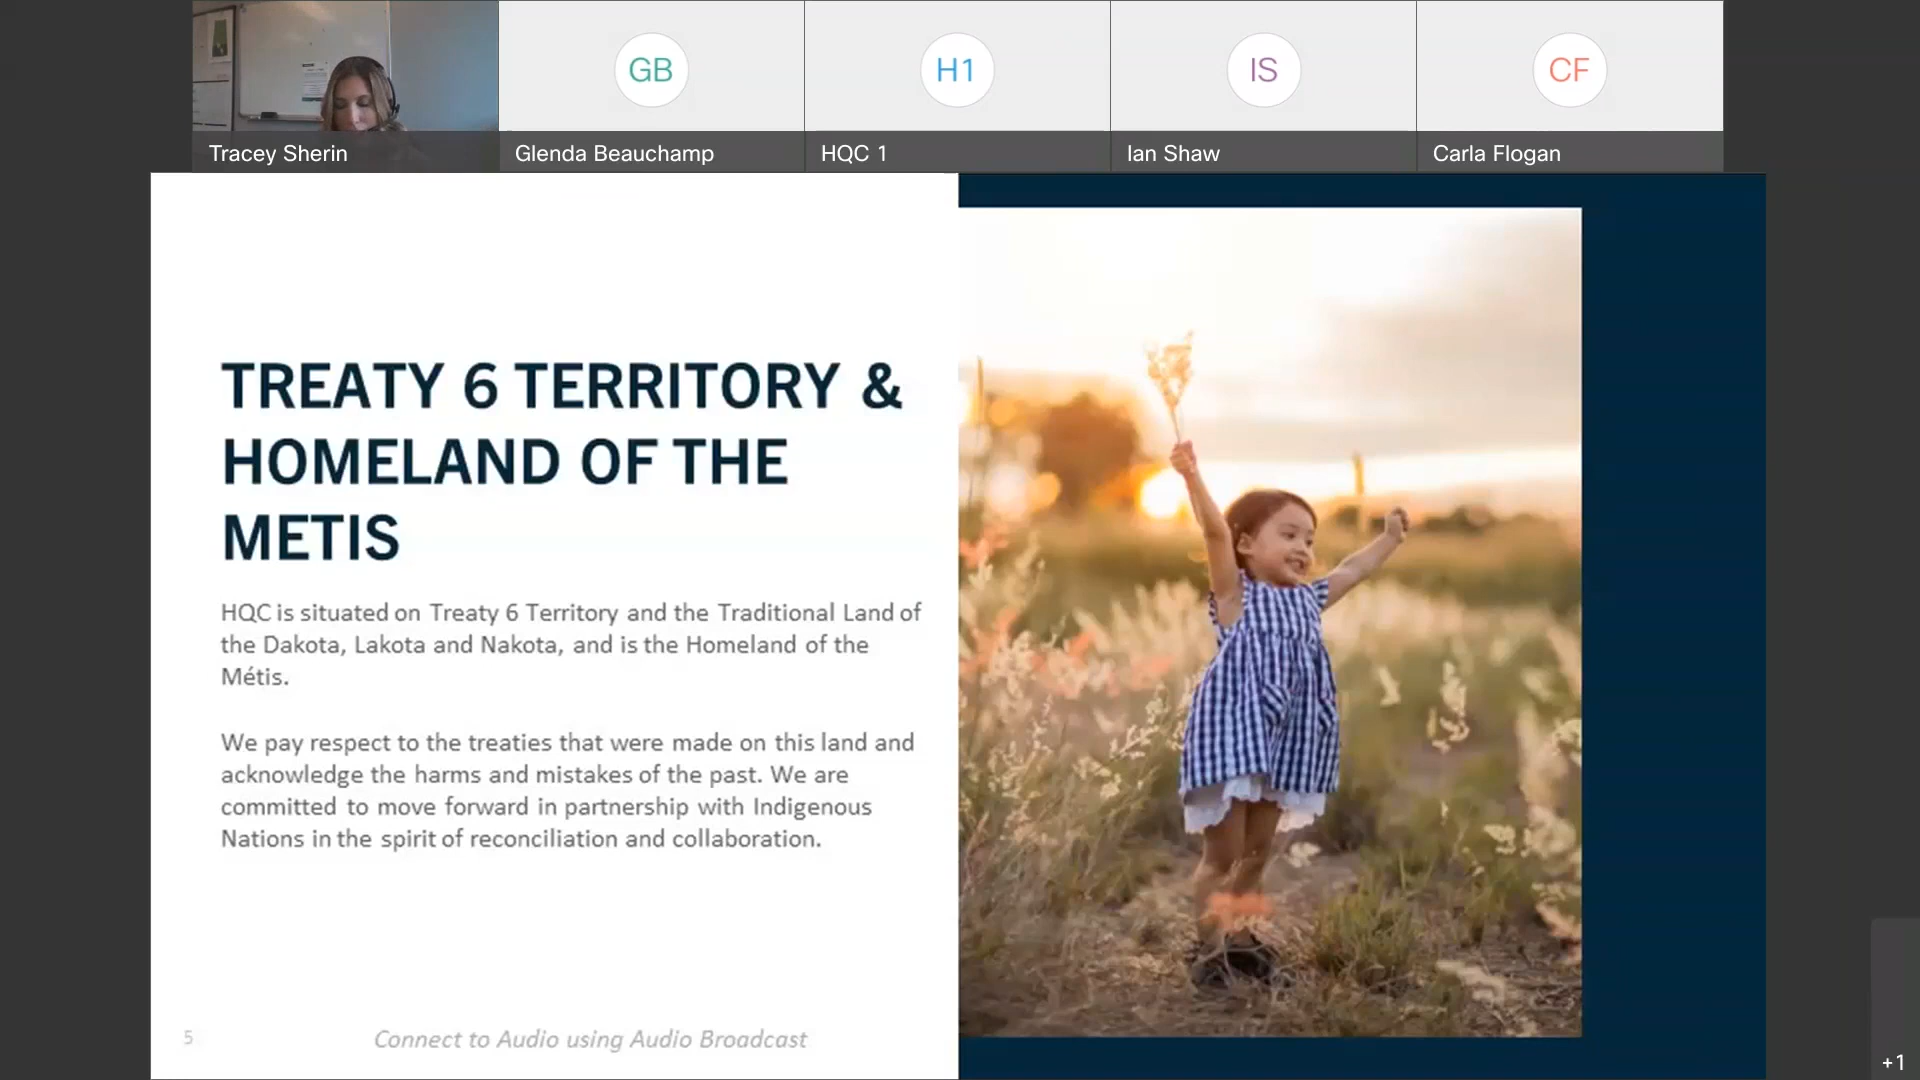 GB
H1
IS
CF
Tracey Sherin
Glenda Beauchamp
HQC 1
Ian Shaw
Carla Flogan
TREATY 6 TERRITORY &
HOMELAND OF THE
METIS
HQC is situated on Treaty 6 Territory and the Traditional Land of
the Dakota, Lakota and Nakota, and is the Homeland of the
Métis.
We pay respect to the treaties that were made on this land and
acknowledge the harms and mistakes of the past. We are
committed to move forward in partnership with Indigenous
Nations in the spirit of reconciliation and collaboration.
5
Connect to Audio using Audio Broadcast
+1